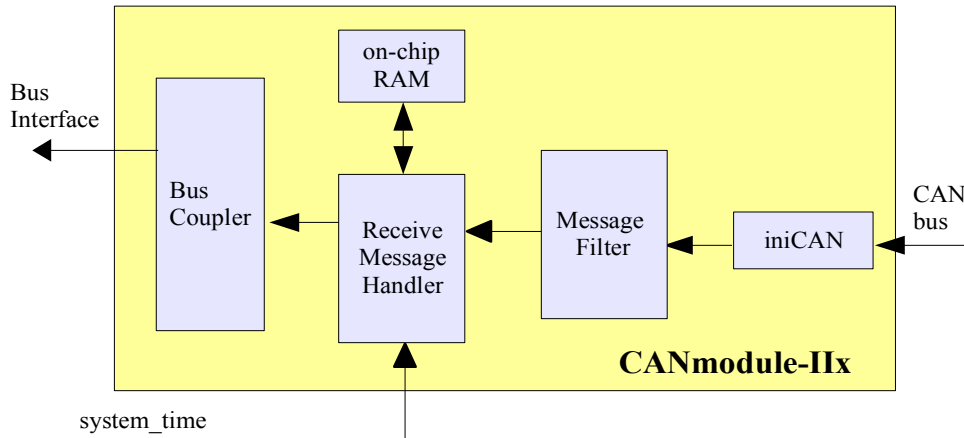 on-chip
RAM
Bus
Interface
Bus
Coupler
Receive
Message
Handler
Message
Filter
iniCAN
CAN
bus
CANmodule-IIx
system_time